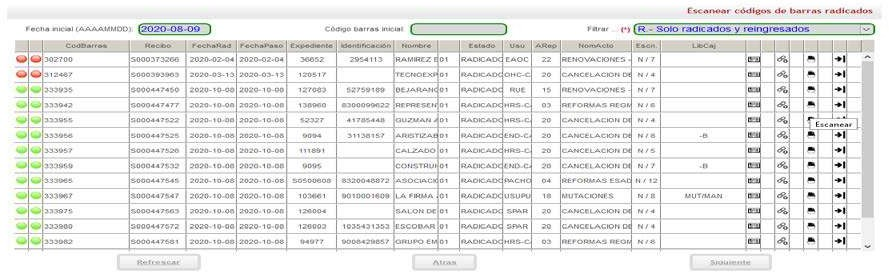 Escanear códigos de barras radicados
Fecha inicial (AAAAMMDD): 2020-08-09 Código barras inicial: Filtrar ... (*) R.- Solo radicados y reingresados
CodBarras Recibo FechaRad FechaPaso Expediente Identificación Nombre Estado Usu ARep NomActo Escn. LibCaj
302700 S000373266 2020-02-04 2020-02-04 36652 2954113 RAMIREZ E 01 RADICADO EAOC 22 RENOVACIONES - N / 7
312467 S000393963 2020-03-13 2020-03-13 120517 TECNOEXP 01 RADICADO OHC-C 20 CANCELACION DE N / 4
333935 S000447450 2020-10-08 2020-10-08 127083 52759189 BEJARANO 01 RADICADO RUE 15 RENOVACIONES - N / 7
333942 S000447477 2020-10-08 2020-10-08 138960 8300099622 REPRESEN 01 RADICADO HRS-C 03 REFORMAS REGM N / 6
333955 S000447522 2020-10-08 2020-10-08 52327 41785448 GUZMAN A 01 RADICADO HRS-C 20 CANCELACION DE N / 4
Escanear
333956 S000447525 2020-10-08 2020-10-08 9094 31138157 ARISTIZAB 01 RADICADO END-C 20 CANCELACION DE N / 8 -B
333957 S000447526 2020-10-08 2020-10-08 111891 CALZADO 01 RADICADO HRS-C 20 CANCELACION DE N / 5
333959 S000447532 2020-10-08 2020-10-08 9095 CONSTRU 01 RADICADO END-C 20 CANCELACION DE N / 7 -B
333965 S000447545 2020-10-08 2020-10-08 S0500608 8320048872 ASOCIACI 01 RADICADO PACHO 04 REFORMAS ESAD N / 12
333967 S000447547 2020-10-08 2020-10-08 103661 9010001609 LA FIRMA 01 RADICADO USUPU 18 MUTACIONES N / 8 MUT/MAN
333975 S000447563 2020-10-08 2020-10-08 126004 SALON DE 01 RADICADO SPAR 20 CANCELACION DE N / 4
333980 S000447572 2020-10-08 2020-10-08 126003 1035431353 ESCOBAR 01 RADICADO SPAR 20 CANCELACION DE N / 4
333982 S000447581 2020-10-08 2020-10-08 94977 9008429857 GRUPO EM 01 RADICADO HRS-C 03 REFORMAS REGM N / 6
Refrescar Atras Siguiente